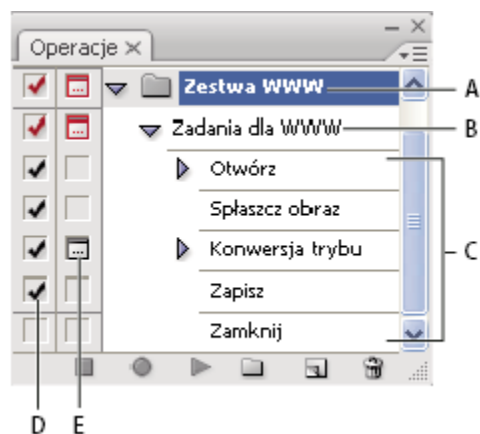 Operacje
Zestwa WWW A
Zadania dla WWW B
Otwórz
Spłaszcz obraz
Konwersja trybu C
Zapisz
Zamknij
D E